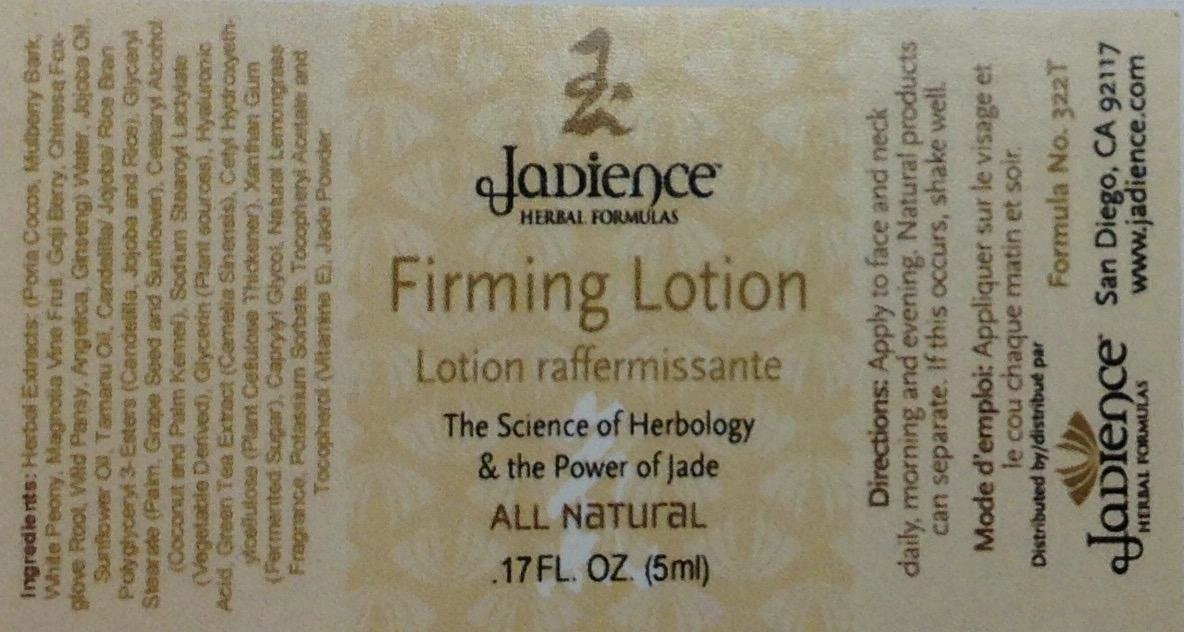 Ingredients: Herbal Extracts: (Poria Cocos, Mulberry Bark,
White Peony, Magnolia Vine Fruit, Goji Berry, Chinese Fox-
glove Root, Wild Pansy, Angelica, Ginseng) Water, Jojoba Oil,
Sunflower Oil, Tamanu Oil, Candelilla/ Jojoba/ Rice Bran
Polyglyceryl 3-Esters (Candelilla, Jojoba and Rice), Glyceryl
Stearate (Palm, Grape Seed and Sunflower), Cetearyl Alcohol
(Coconut and Palm Kernel), Sodium Stearoyl Lactylate
(Vegetable Derived), Glycerin (Plant sources), Hyaluronic
Acid, Green Tea Extract (Camelia Sinensis), Cetyl Hydroxyeth-
ylcellulose (Plant Cellulose Thickener), Xanthan Gum
(Fermented Sugar), Caprylyl Glycol, Natural Lemongrass
Fragrance, Potassium Sorbate, Tocopheryl Acetate and
Tocopherol (Vitamine E), Jade Powder
Jadience™
HERBAL FORMULAS
Firming Lotion
Lotion raffermissante
The Science of Herbology
& the Power of Jade
ALL NaTuraL
.17 FL. OZ. (5ml)
Directions: Apply to face and neck
daily, morning and evening. Natural products
can separate. If this occurs, shake well.
Mode d'emploi: Appliquer sur le visage et
le cou chaque matin et soir.
Distributed by/distribué par
Formula No. 322T
Jadience™
HERBAL FORMULAS
San Diego, CA 92117
www.jadience.com